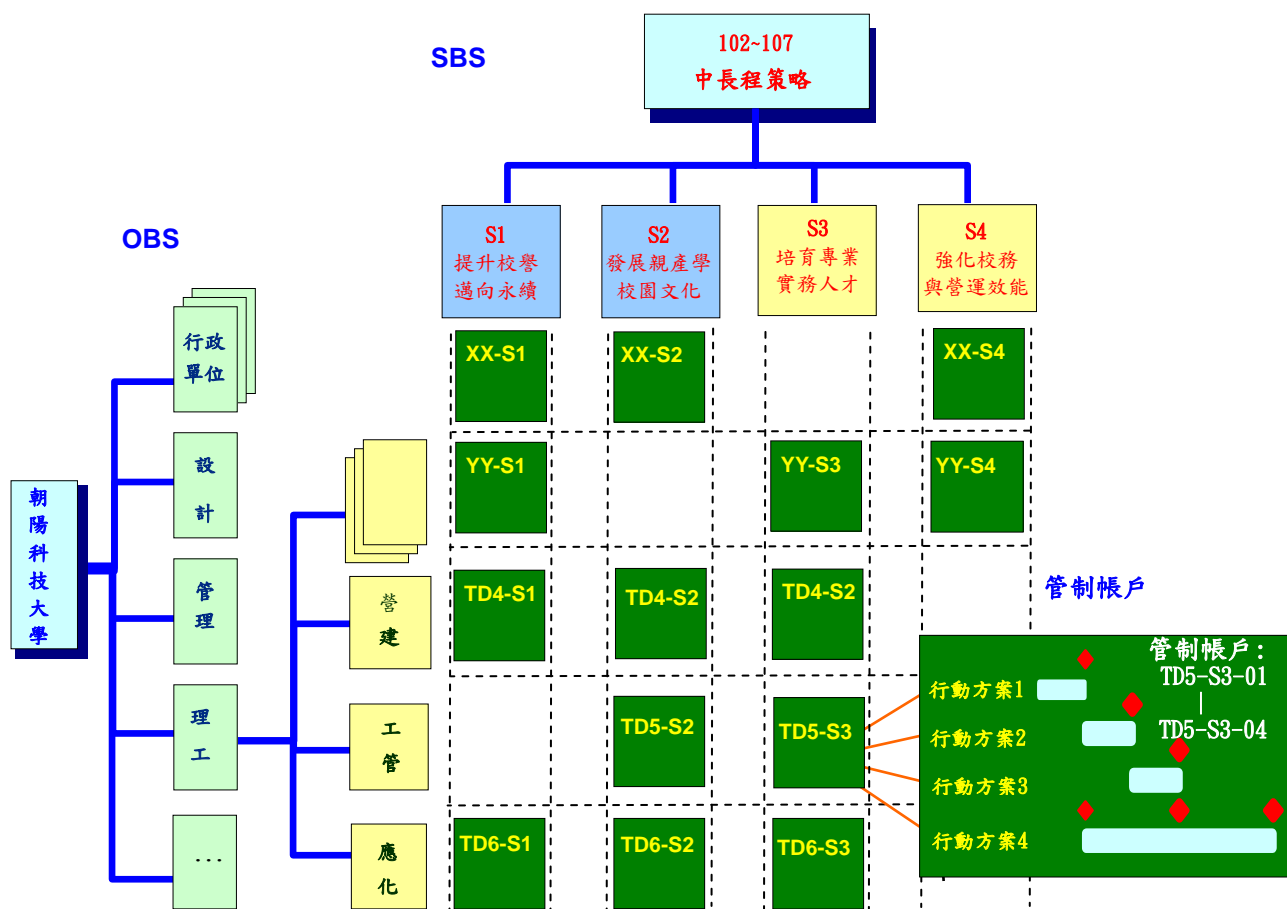 SBS
102~107
中長程策略
OBS
S1
提升校譽
邁向永續
S2
發展親產學
校園文化
S3
培育專業
實務人才
S4
強化校務
與營運效能
行政
單位
設
計
管
理
理
工
...
朝
陽
科
技
大
學
營
建
工
管
應
化
XX-S1
XX-S2
XX-S4
YY-S1
YY-S3
YY-S4
TD4-S1
TD4-S2
TD4-S2
TD5-S2
TD5-S3
TD6-S1
TD6-S2
TD6-S3
管制帳戶
管制帳戶:
TD5-S3-01
|
TD5-S3-04
行動方案1
行動方案2
行動方案3
行動方案4